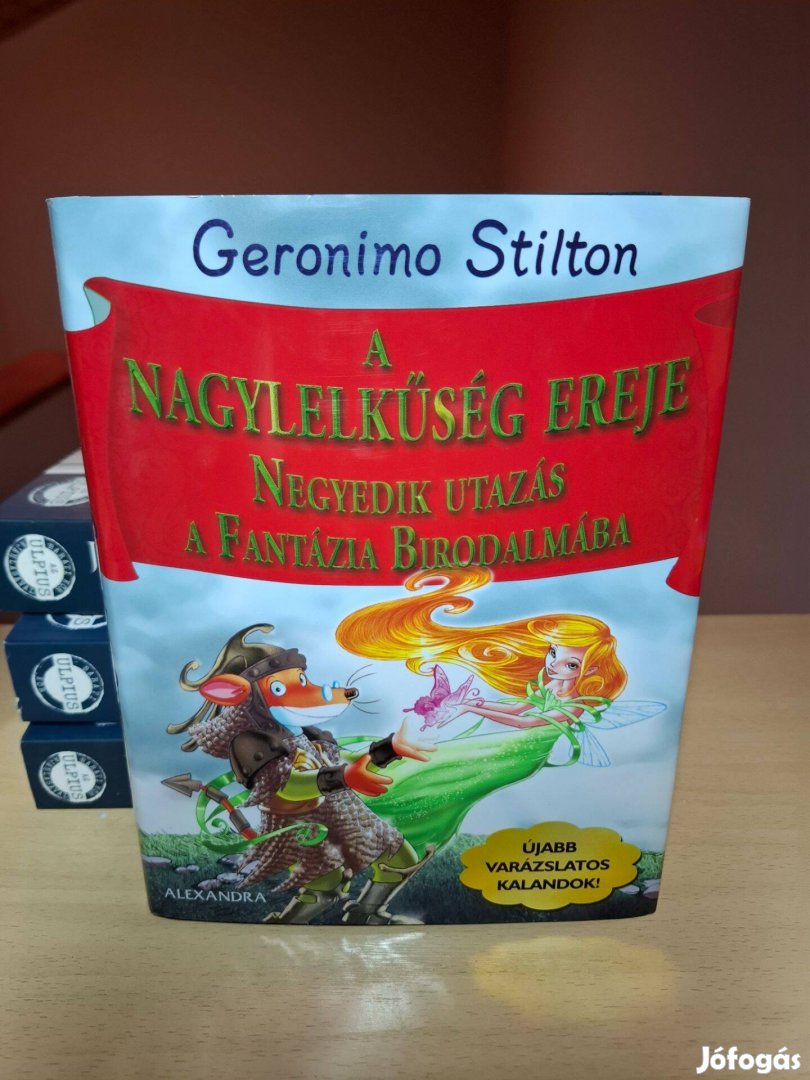 Geronimo Stilton
A
NAGYLELKŰSÉG EREJE
NEGYEDIK UTAZÁS
A FANTÁZIA BIRODALMÁBA
ÚJABB
VARÁZSLATOS
KALANDOK!
ALEXANDRA
ULPIUS
ULPIUS
ULPIUS
Jófogás